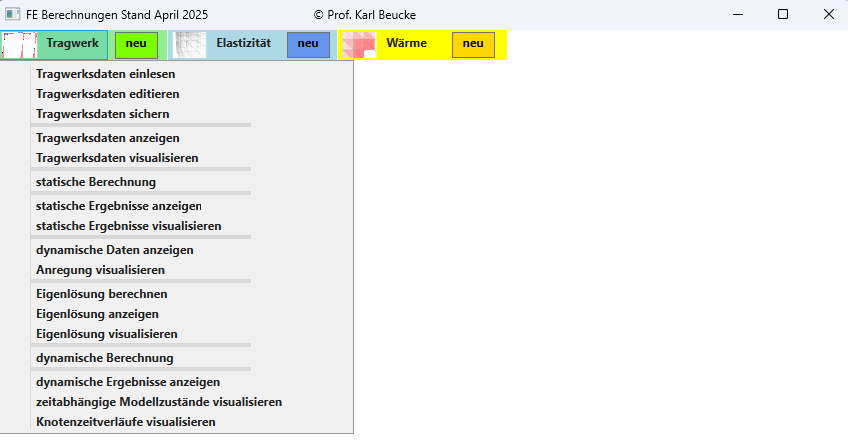 FE Berechnungen Stand April 2025 © Prof. Karl Beucke
Tragwerk neu Elastizität neu Wärme neu
Tragwerksdaten einlesen
Tragwerksdaten editieren
Tragwerksdaten sichern
Tragwerksdaten anzeigen
Tragwerksdaten visualisieren
statische Berechnung
statische Ergebnisse anzeigen
statische Ergebnisse visualisieren
dynamische Daten anzeigen
Anregung visualisieren
Eigenlösung berechnen
Eigenlösung anzeigen
Eigenlösung visualisieren
dynamische Berechnung
dynamische Ergebnisse anzeigen
zeitabhängige Modellzustände visualisieren
Knotenzeitverläufe visualisieren